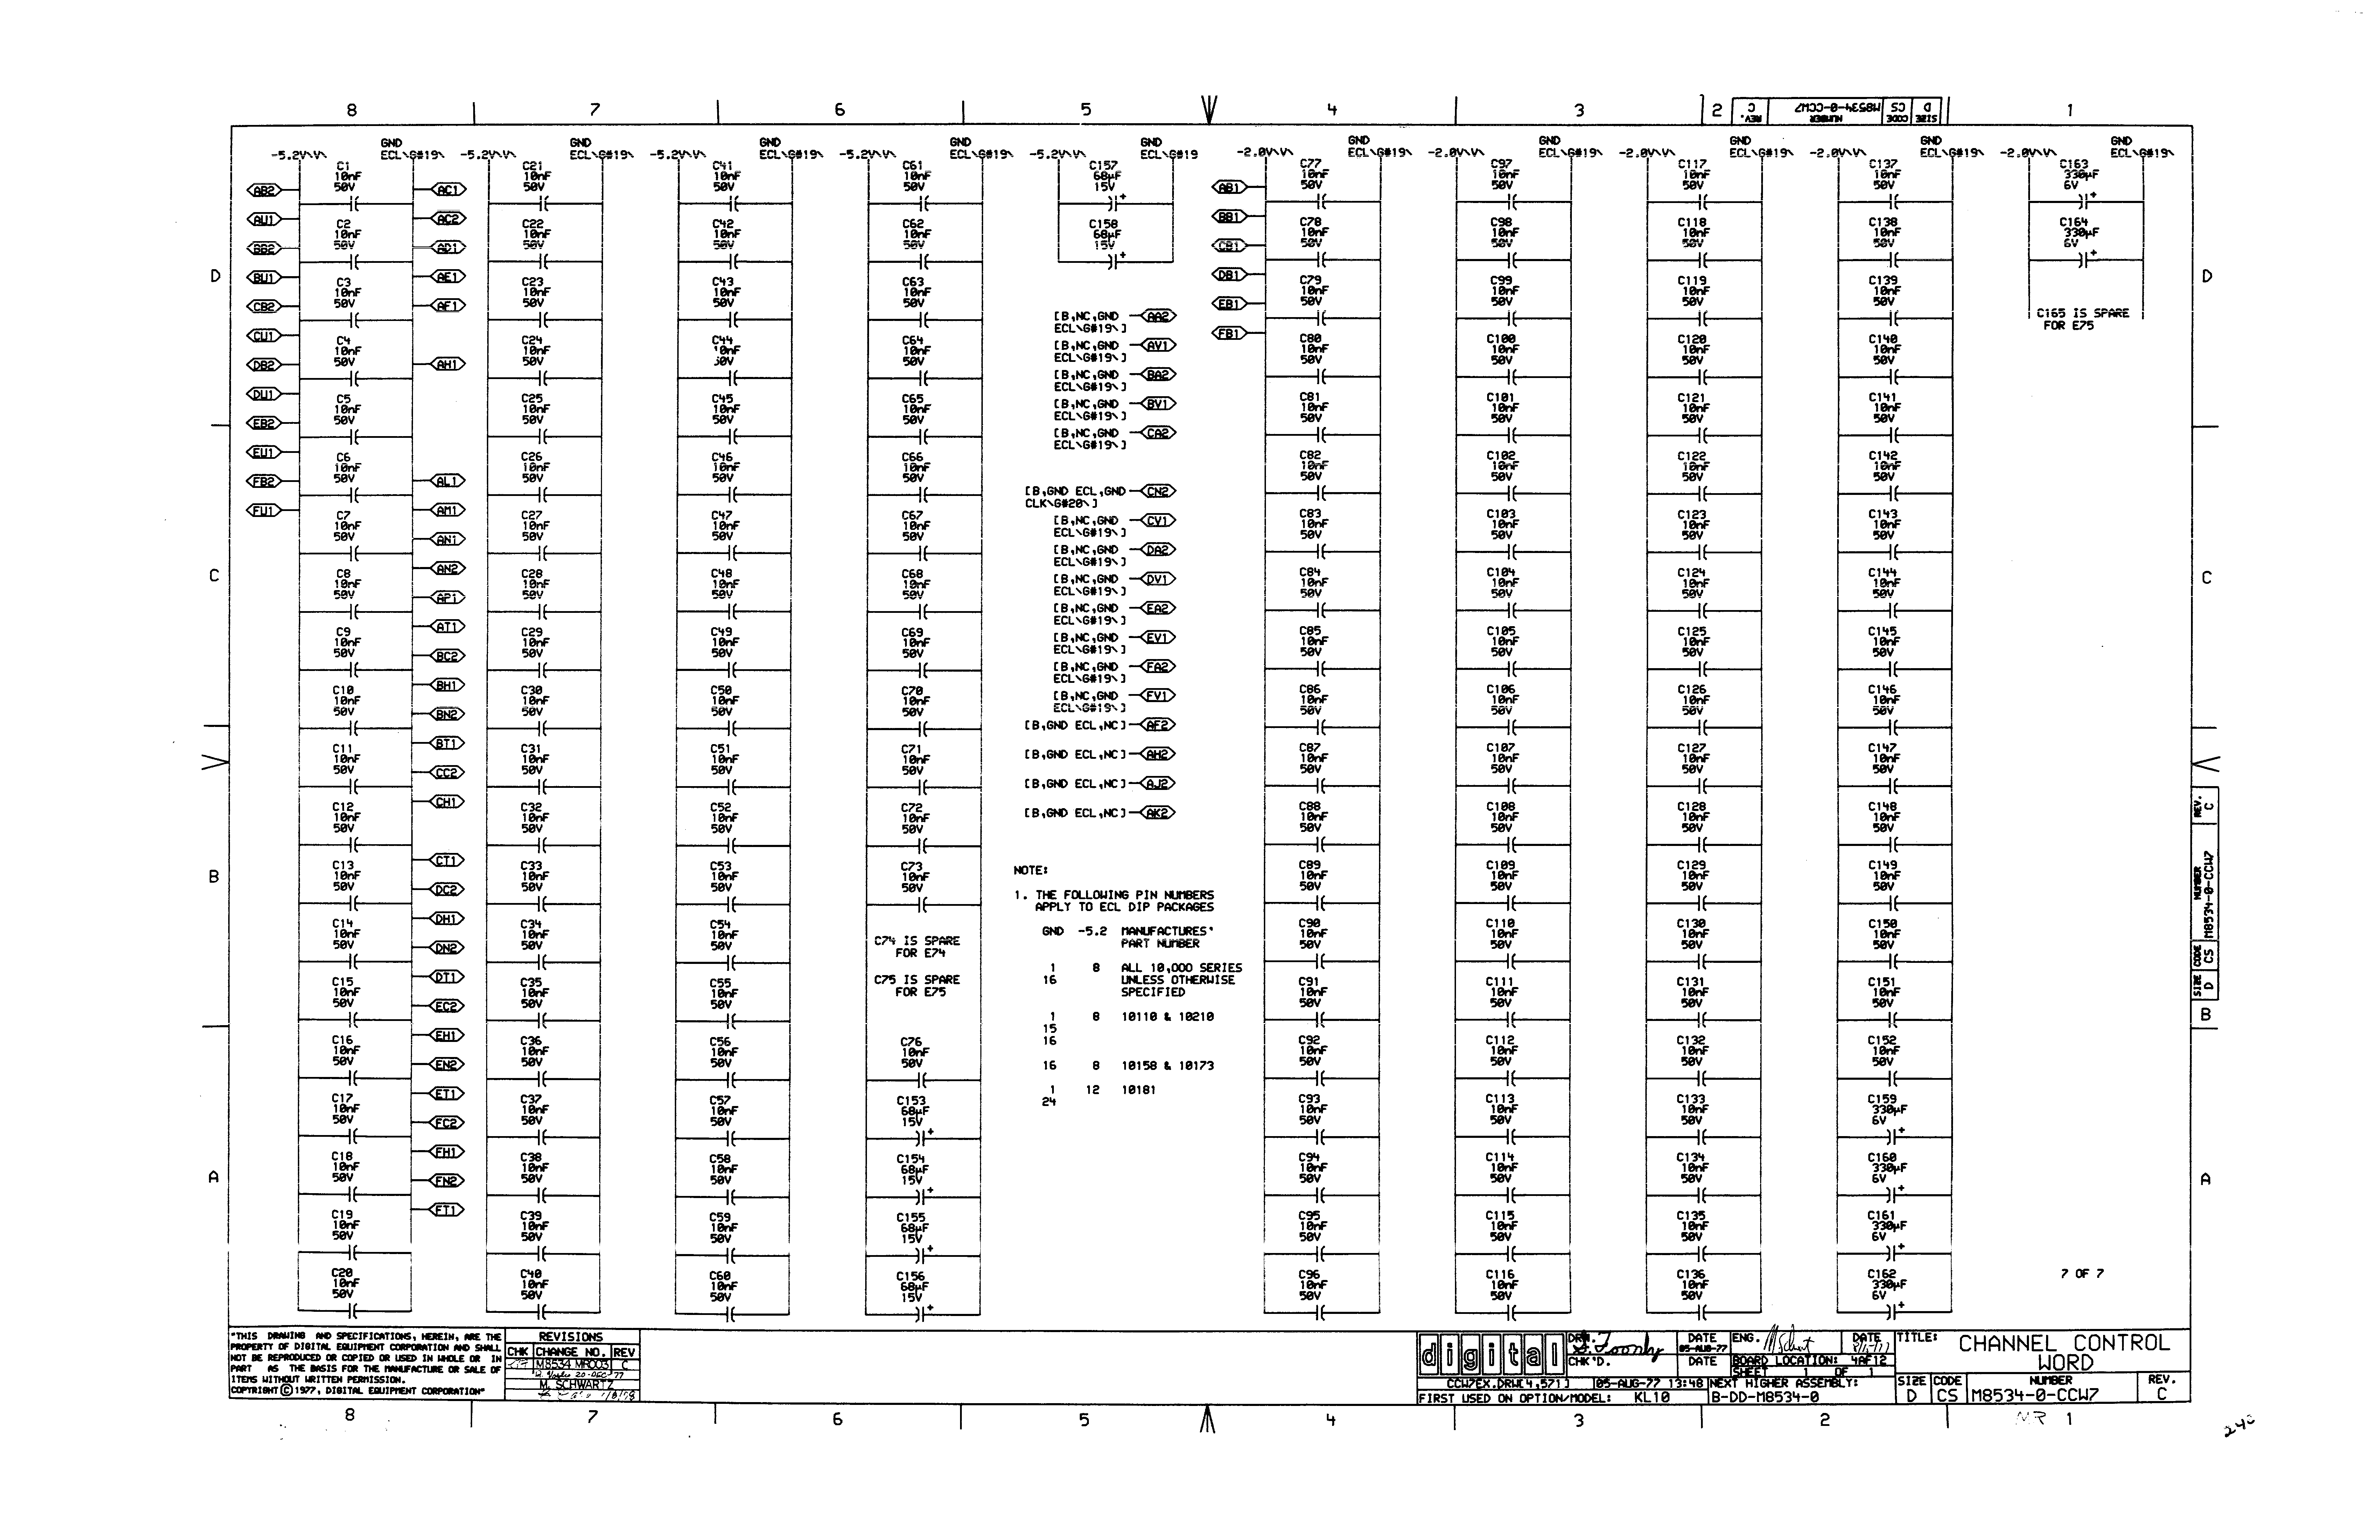 8 7 6 5 4 3 2 1
SIZE CODE NUMBER REV.
D CS M8534-0-CCW7 C
-5.2V\V\ GND ECL\G#19\
C1 10nF 50V
C2 10nF 50V
C3 10nF 50V
C4 10nF 50V
C5 10nF 50V
C6 10nF 50V
C7 10nF 50V
C8 10nF 50V
C9 10nF 50V
C10 10nF 50V
C11 10nF 50V
C12 10nF 50V
C13 10nF 50V
C14 10nF 50V
C15 10nF 50V
C16 10nF 50V
C17 10nF 50V
C18 10nF 50V
C19 10nF 50V
C20 10nF 50V
AB2
AU1
BB2
BU1
CB2
CU1
DB2
DU1
EB2
EU1
FB2
FU1
AC1
AC2
AD1
AE1
AF1
AH1
AL1
AM1
AN1
AN2
AP1
AT1
BC2
BH1
BN2
BT1
CC2
CH1
CT1
DC2
DH1
DN2
DT1
EC2
EH1
EN2
ET1
FC2
FH1
FN2
FT1
-5.2V\V\ GND ECL\G#19\
C21 10nF 50V
C22 10nF 50V
C23 10nF 50V
C24 10nF 50V
C25 10nF 50V
C26 10nF 50V
C27 10nF 50V
C28 10nF 50V
C29 10nF 50V
C30 10nF 50V
C31 10nF 50V
C32 10nF 50V
C33 10nF 50V
C34 10nF 50V
C35 10nF 50V
C36 10nF 50V
C37 10nF 50V
C38 10nF 50V
C39 10nF 50V
C40 10nF 50V
-5.2V\V\ GND ECL\G#19\
C41 10nF 50V
C42 10nF 50V
C43 10nF 50V
C44 10nF 50V
C45 10nF 50V
C46 10nF 50V
C47 10nF 50V
C48 10nF 50V
C49 10nF 50V
C50 10nF 50V
C51 10nF 50V
C52 10nF 50V
C53 10nF 50V
C54 10nF 50V
C55 10nF 50V
C56 10nF 50V
C57 10nF 50V
C58 10nF 50V
C59 10nF 50V
C60 10nF 50V
-5.2V\V\ GND ECL\G#19\
C61 10nF 50V
C62 10nF 50V
C63 10nF 50V
C64 10nF 50V
C65 10nF 50V
C66 10nF 50V
C67 10nF 50V
C68 10nF 50V
C69 10nF 50V
C70 10nF 50V
C71 10nF 50V
C72 10nF 50V
C73 10nF 50V
C74 IS SPARE
FOR E74
C75 IS SPARE
FOR E75
C76 10nF 50V
C153 68µF 15V +
C154 68µF 15V +
C155 68µF 15V +
C156 68µF 15V +
-5.2V\V\ GND ECL\G#19
C157 68µF 15V +
C158 68µF 15V +
[B,NC,GND ECL\G#19\] AA2
[B,NC,GND ECL\G#19\] AV1
[B,NC,GND ECL\G#19\] BA2
[B,NC,GND ECL\G#19\] BV1
[B,NC,GND ECL\G#19\] CA2
[B,GND ECL,GND CLK\G#20\] CN2
[B,NC,GND ECL\G#19\] CV1
[B,NC,GND ECL\G#19\] DA2
[B,NC,GND ECL\G#19\] DV1
[B,NC,GND ECL\G#19\] EA2
[B,NC,GND ECL\G#19\] EV1
[B,NC,GND ECL\G#19\] FA2
[B,NC,GND ECL\G#19\] FV1
[B,GND ECL,NC] AF2
[B,GND ECL,NC] AH2
[B,GND ECL,NC] AJ2
[B,GND ECL,NC] AK2
NOTE:
1. THE FOLLOWING PIN NUMBERS
APPLY TO ECL DIP PACKAGES
GND -5.2 MANUFACTURES'
PART NUMBER
1 8 ALL 10,000 SERIES
16 UNLESS OTHERWISE
SPECIFIED
1 8 10110 & 10210
15
16
16 8 10158 & 10173
1 12 10181
24
-2.0V\V\ GND ECL\G#19\
AB1
BB1
CB1
DB1
EB1
FB1
C77 10nF 50V
C78 10nF 50V
C79 10nF 50V
C80 10nF 50V
C81 10nF 50V
C82 10nF 50V
C83 10nF 50V
C84 10nF 50V
C85 10nF 50V
C86 10nF 50V
C87 10nF 50V
C88 10nF 50V
C89 10nF 50V
C90 10nF 50V
C91 10nF 50V
C92 10nF 50V
C93 10nF 50V
C94 10nF 50V
C95 10nF 50V
C96 10nF 50V
-2.0V\V\ GND ECL\G#19\
C97 10nF 50V
C98 10nF 50V
C99 10nF 50V
C100 10nF 50V
C101 10nF 50V
C102 10nF 50V
C103 10nF 50V
C104 10nF 50V
C105 10nF 50V
C106 10nF 50V
C107 10nF 50V
C108 10nF 50V
C109 10nF 50V
C110 10nF 50V
C111 10nF 50V
C112 10nF 50V
C113 10nF 50V
C114 10nF 50V
C115 10nF 50V
C116 10nF 50V
-2.0V\V\ GND ECL\G#19\
C117 10nF 50V
C118 10nF 50V
C119 10nF 50V
C120 10nF 50V
C121 10nF 50V
C122 10nF 50V
C123 10nF 50V
C124 10nF 50V
C125 10nF 50V
C126 10nF 50V
C127 10nF 50V
C128 10nF 50V
C129 10nF 50V
C130 10nF 50V
C131 10nF 50V
C132 10nF 50V
C133 10nF 50V
C134 10nF 50V
C135 10nF 50V
C136 10nF 50V
-2.0V\V\ GND ECL\G#19\
C137 10nF 50V
C138 10nF 50V
C139 10nF 50V
C140 10nF 50V
C141 10nF 50V
C142 10nF 50V
C143 10nF 50V
C144 10nF 50V
C145 10nF 50V
C146 10nF 50V
C147 10nF 50V
C148 10nF 50V
C149 10nF 50V
C150 10nF 50V
C151 10nF 50V
C152 10nF 50V
C159 330µF 6V +
C160 330µF 6V +
C161 330µF 6V +
C162 330µF 6V +
-2.0V\V\ GND ECL\G#19\
C163 330µF 6V +
C164 330µF 6V +
C165 IS SPARE
FOR E75
7 OF 7
D C B A
D C B A
SIZE CODE NUMBER REV.
D CS M8534-0-CCW7 C
"THIS DRAWING AND SPECIFICATIONS, HEREIN, ARE THE
PROPERTY OF DIGITAL EQUIPMENT CORPORATION AND SHALL
NOT BE REPRODUCED OR COPIED OR USED IN WHOLE OR IN
PART AS THE BASIS FOR THE MANUFACTURE OR SALE OF
ITEMS WITHOUT WRITTEN PERMISSION.
COPYRIGHT © 1977, DIGITAL EQUIPMENT CORPORATION"
REVISIONS
CHK CHANGE NO. REV
M8534 MR003 C
20-DEC-77
M. SCHWARTZ
digital
DRN. DATE 05-AUG-77 ENG. DATE
CHK'D. DATE BOARD LOCATION: 4AF12
SHEET 1 OF 1
CCW7EX.DRW[4,571] 05-AUG-77 13:48 NEXT HIGHER ASSEMBLY:
FIRST USED ON OPTION/MODEL: KL10 B-DD-M8534-0
TITLE: CHANNEL CONTROL
WORD
SIZE CODE NUMBER REV.
D CS M8534-0-CCW7 C
8 7 6 5 4 3 2 1
MR
240